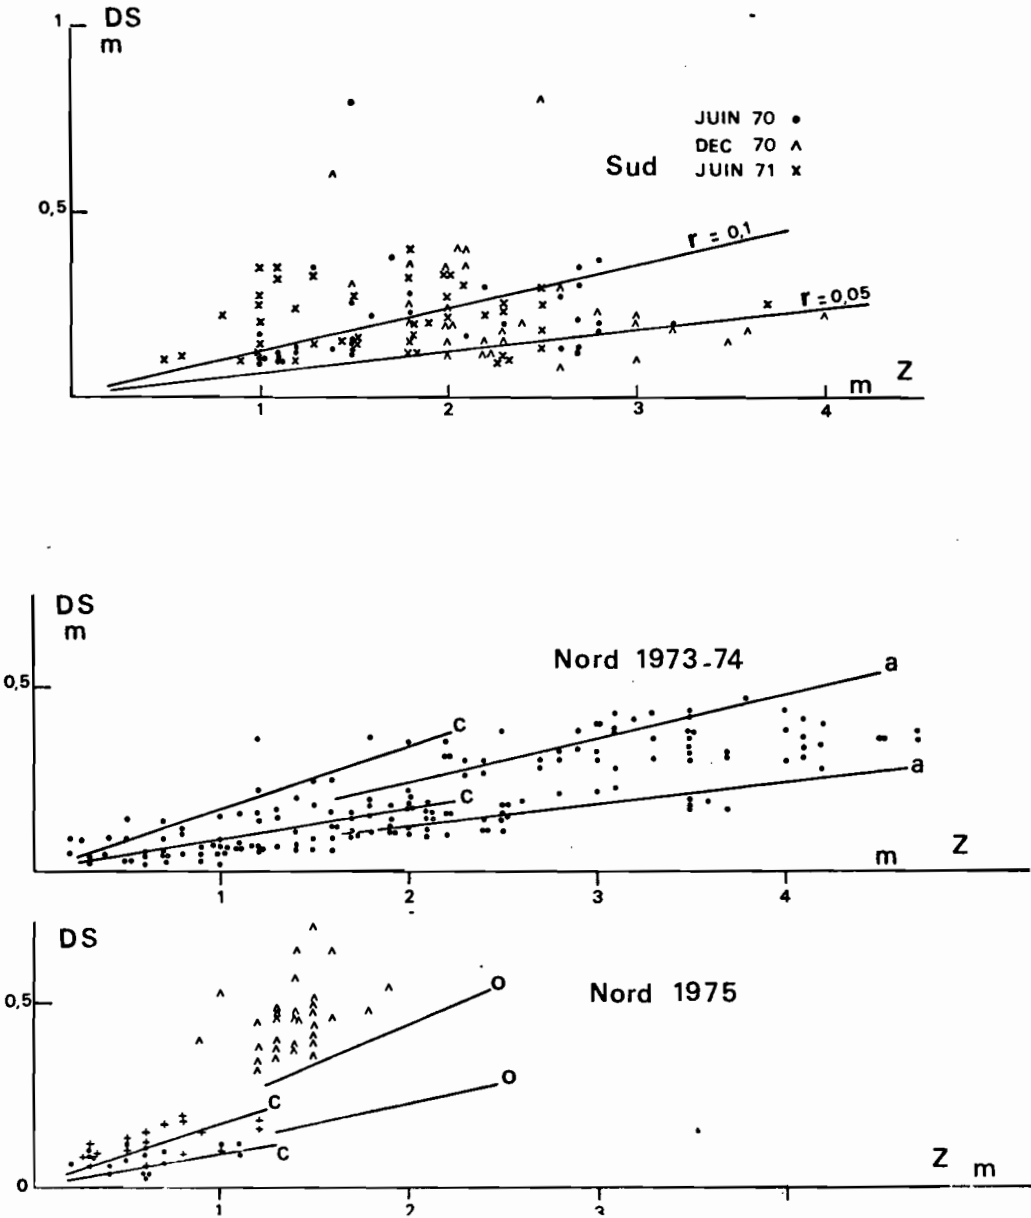 1 DS
m
JUIN 70 •
DEC 70 ^
Sud JUIN 71 x
0,5
r = 0,1
r = 0,05
m Z
1 2 3 4
DS
m
Nord 1973-74
0,5
a
c
a
c
m Z
1 2 3 4
DS
0,5
Nord 1975
o
o
c
c
Z m
0
1 2 3